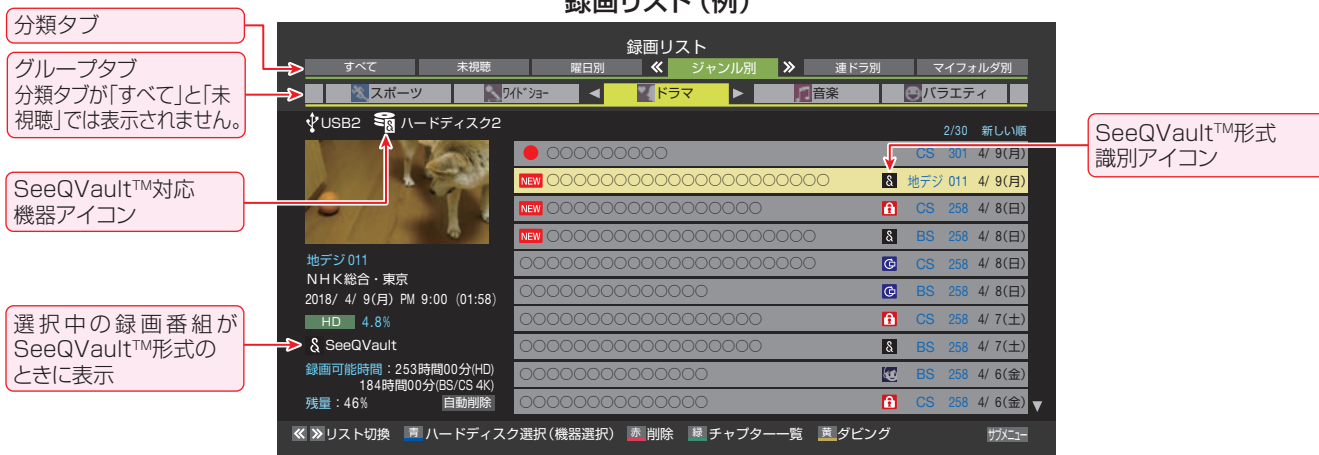 録画リスト(例)
分類タブ
グループタブ
分類タブが「すべて」と「未
視聴」では表示されません。
SeeQVault™対応
機器アイコン
選択中の録画番組が
SeeQVault™形式の
ときに表示
SeeQVault™形式
識別アイコン
録画リスト
すべて 未視聴 曜日別 ≪ ジャンル別 ≫ 連ドラ別 マイフォルダ別
スポーツ ワイドショー ◀ ドラマ ▶ 音楽 バラエティ
USB2 ハードディスク2
2/30 新しい順
○○○○○○○○○ CS 301 4/ 9(月)
NEW ○○○○○○○○○○○○○○○○○○○○○ 地デジ 011 4/ 9(月)
NEW ○○○○○○○○○○○○○○○○ CS 258 4/ 8(日)
NEW ○○○○○○○○○○○○○○○○○○○○ BS 258 4/ 8(日)
○○○○○○○○○○○○○○○○○○○○○○ CS 258 4/ 8(日)
○○○○○○○○○○○○○○ BS 258 4/ 8(日)
○○○○○○○○○○○○○○○○○○ CS 258 4/ 7(土)
○○○○○○○○○○○○○○○○○○ BS 258 4/ 7(土)
○○○○○○○○○○○○○○ BS 258 4/ 6(金)
○○○○○○○○○○○○○○ CS 258 4/ 6(金) ▼
地デジ 011
NHK総合・東京
2018/ 4/ 9(月) PM 9:00 (01:58)
HD 4.8%
SeeQVault
録画可能時間:253時間00分(HD)
184時間00分(BS/CS 4K)
残量:46% 自動削除
≪ ≫ リスト切換 青 ハードディスク選択(機器選択) 赤 削除 緑 チャプター一覧 黄 ダビング サブメニュー